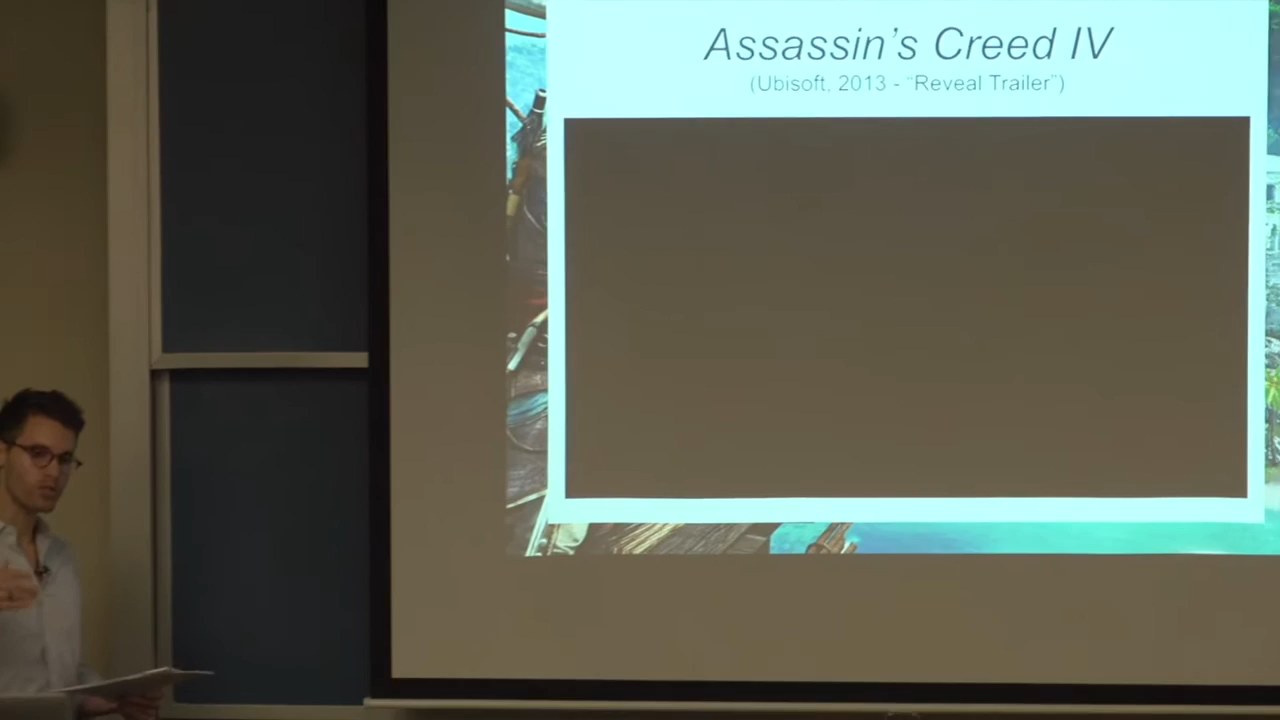 Assassin's Creed IV
(Ubisoft, 2013 - "Reveal Trailer")